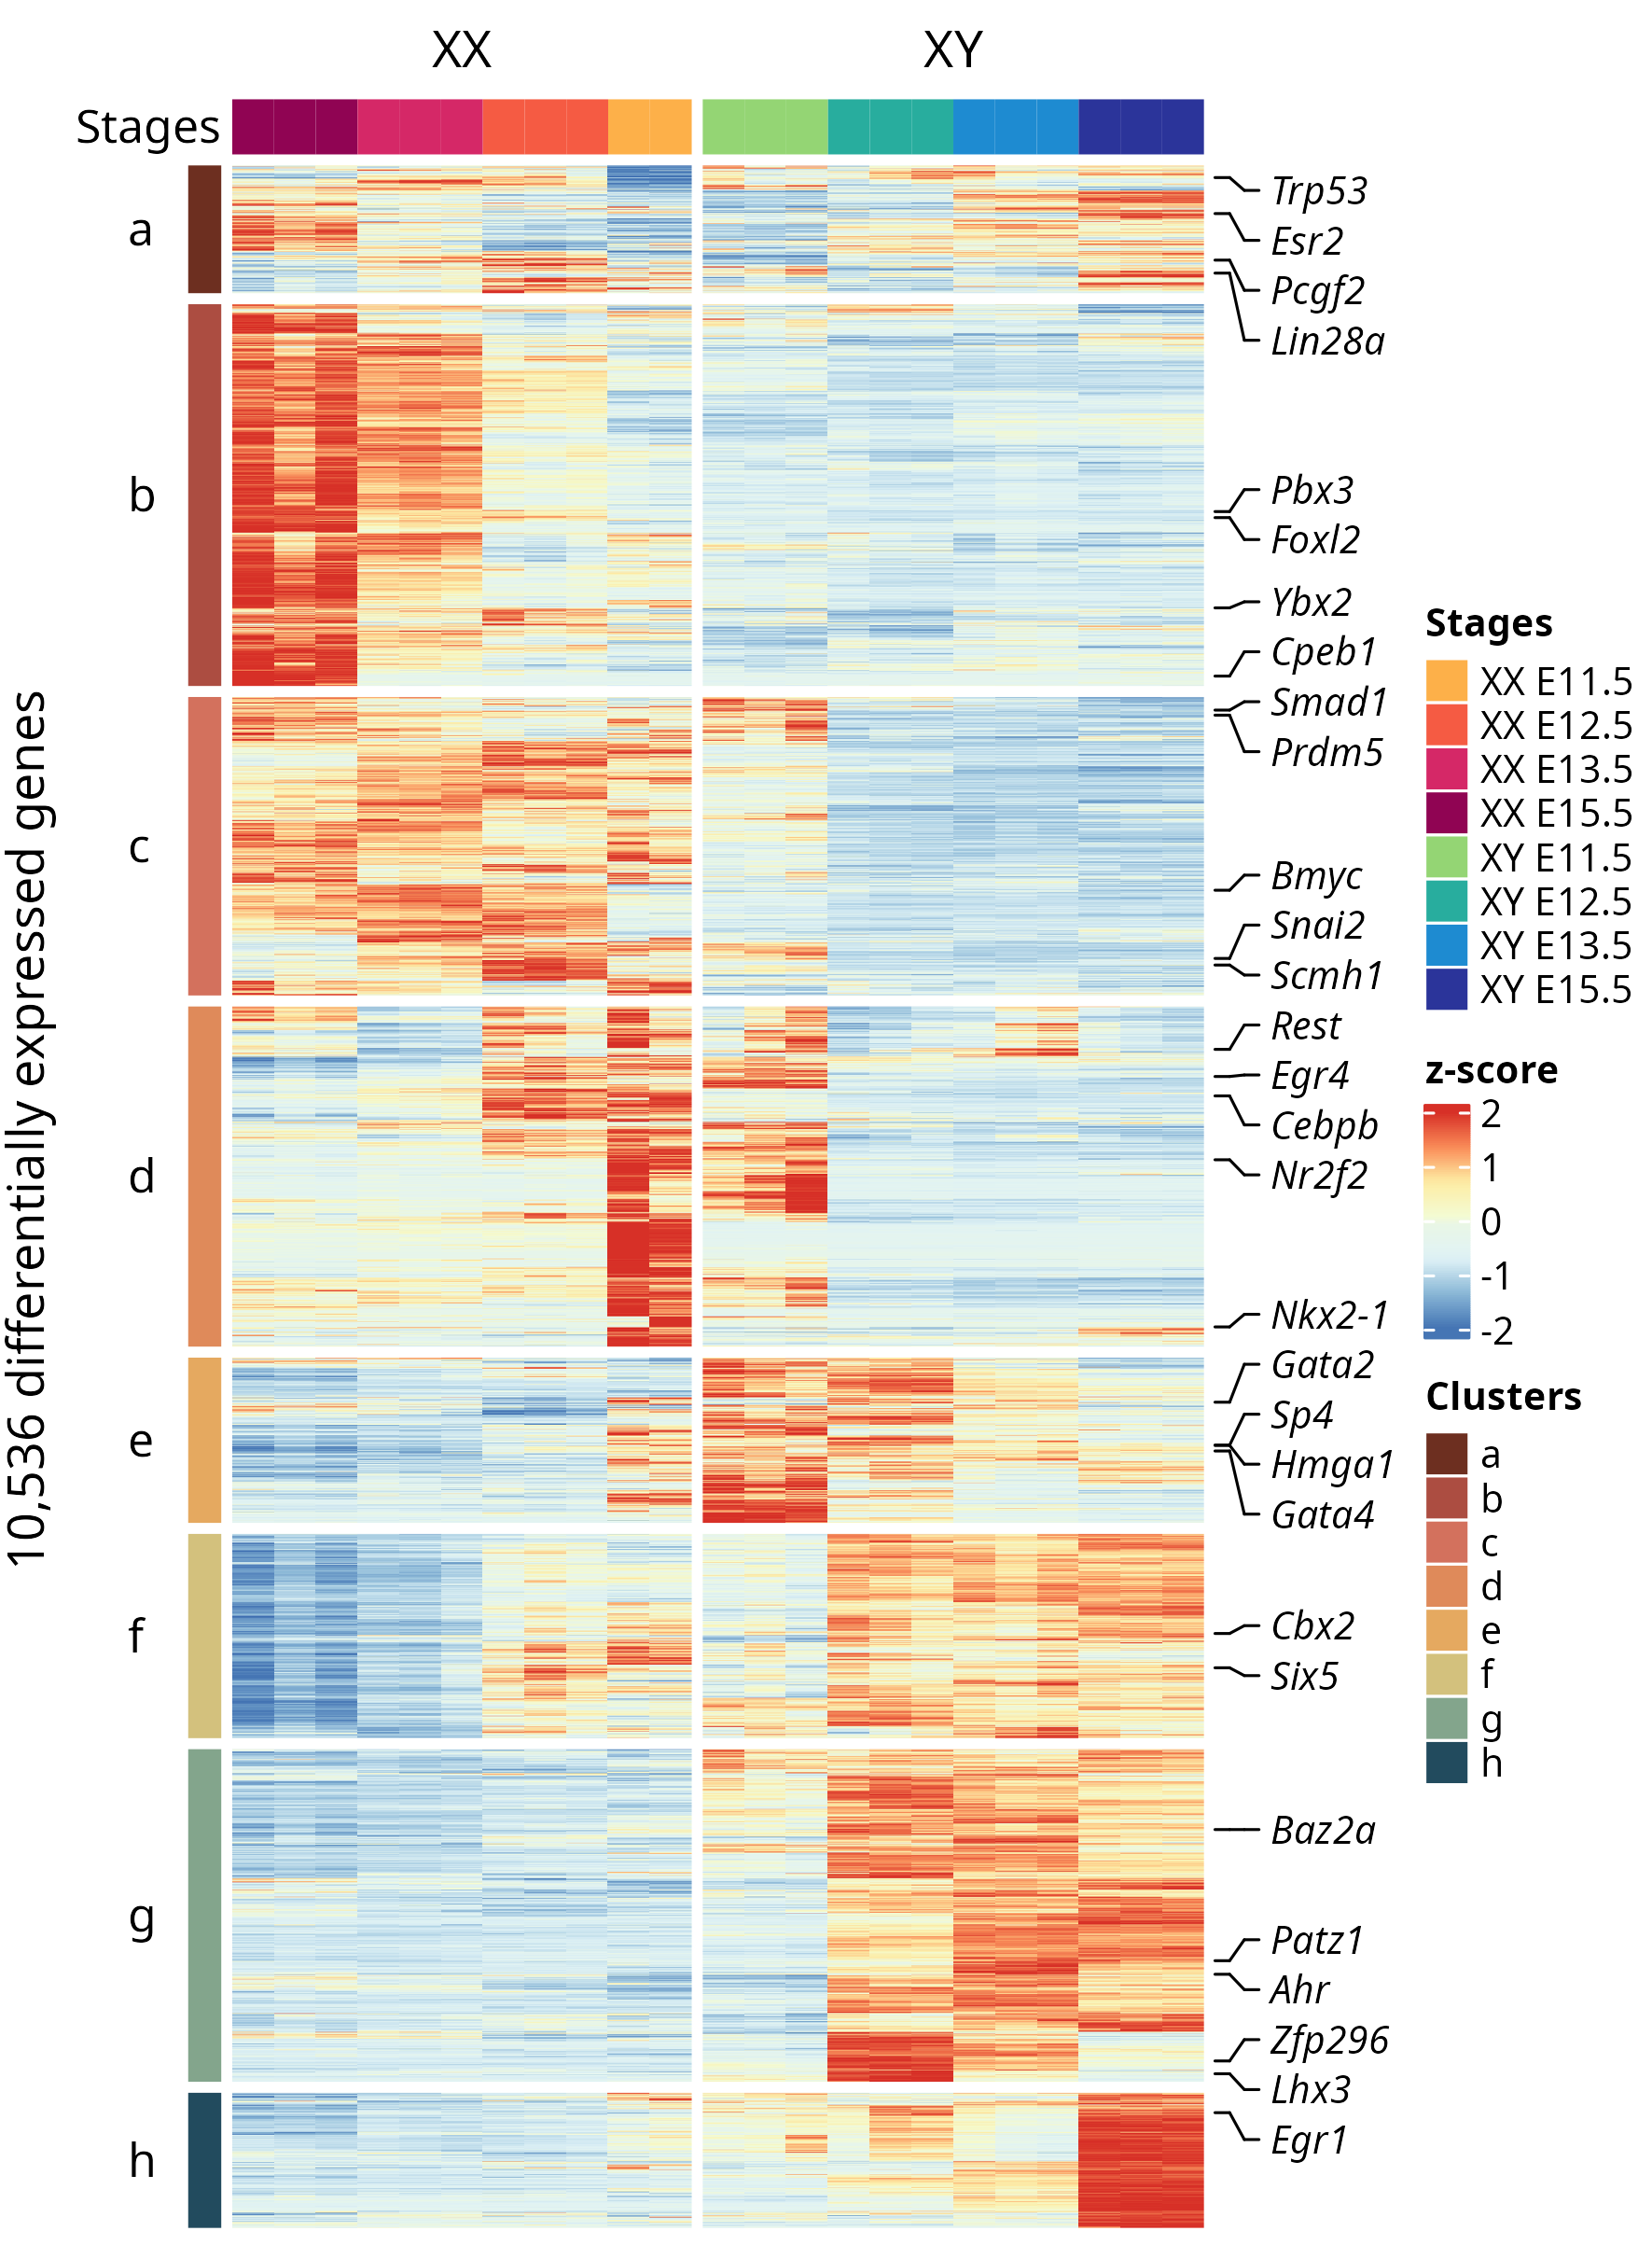 XX
XY
Stages
10,536 differentially expressed genes
a
b
c
d
e
f
g
h
Trp53
Esr2
Pcgf2
Lin28a
Pbx3
Foxl2
Ybx2
Cpeb1
Smad1
Prdm5
Bmyc
Snai2
Scmh1
Rest
Egr4
Cebpb
Nr2f2
Nkx2-1
Gata2
Sp4
Hmga1
Gata4
Cbx2
Six5
Baz2a
Patz1
Ahr
Zfp296
Lhx3
Egr1
Stages
XX E11.5
XX E12.5
XX E13.5
XX E15.5
XY E11.5
XY E12.5
XY E13.5
XY E15.5
z-score
2
1
0
-1
-2
Clusters
a
b
c
d
e
f
g
h